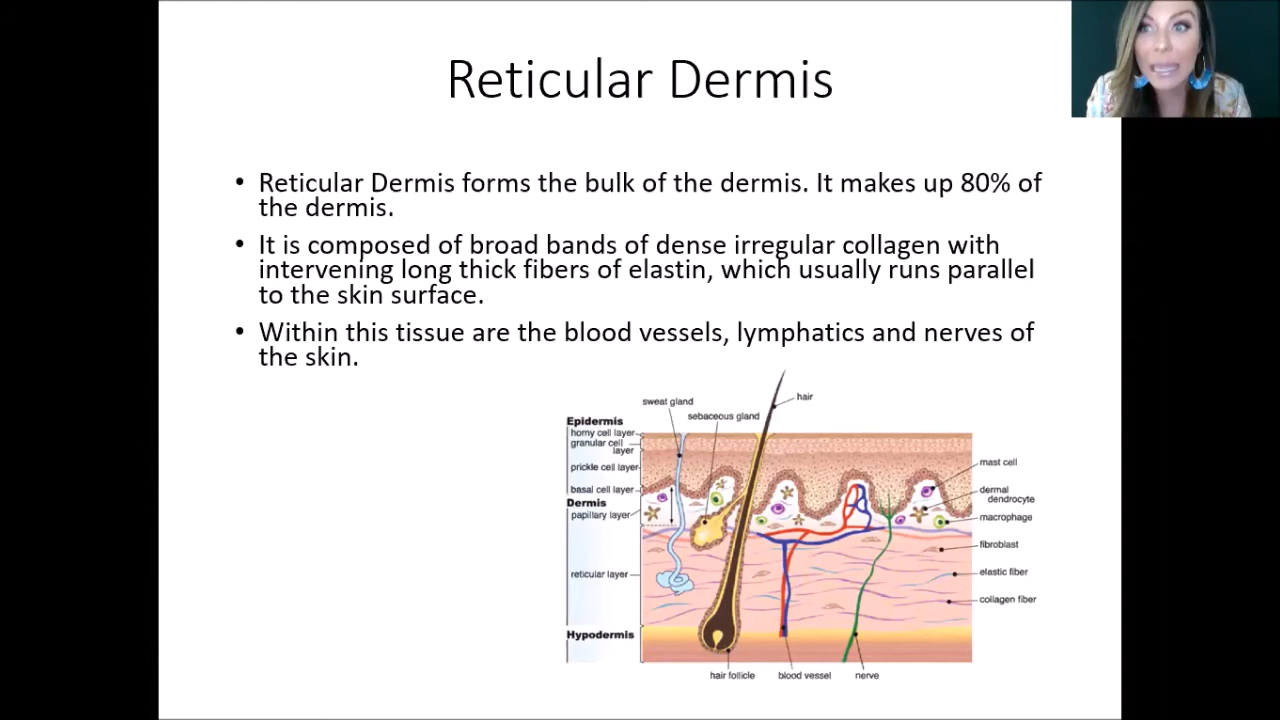 Reticular Dermis
• Reticular Dermis forms the bulk of the dermis. It makes up 80% of
the dermis.
• It is composed of broad bands of dense irregular collagen with
intervening long thick fibers of elastin, which usually runs parallel
to the skin surface.
• Within this tissue are the blood vessels, lymphatics and nerves of
the skin.
hair
sweat gland
sebaceous gland
Epidermis
horny cell layer
granular cell
layer
prickle cell layer
basal cell layer
Dermis
papillary layer
reticular layer
Hypodermis
mast cell
dermal
dendrocyte
macrophage
fibroblast
elastic fiber
collagen fiber
hair follicle
blood vessel
nerve